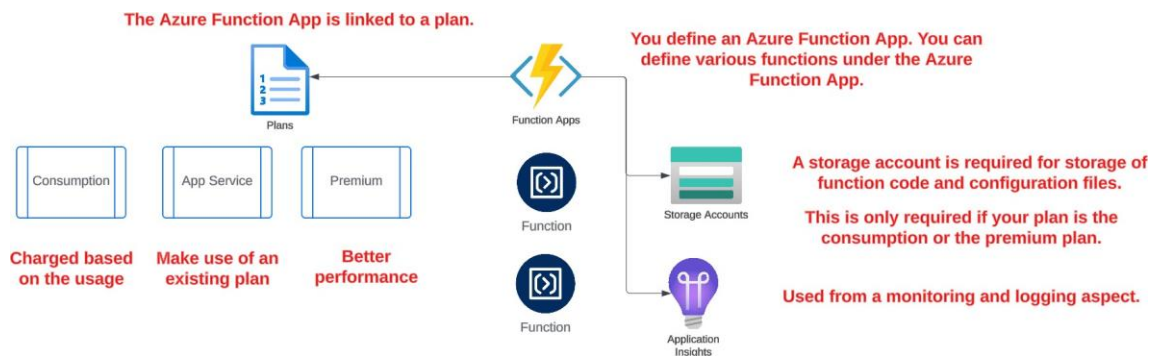 The Azure Function App is linked to a plan.
You define an Azure Function App. You can
define various functions under the Azure
Function App.
1
2
3
Plans
Function Apps
Consumption
App Service
Premium
Charged based
on the usage
Make use of an
existing plan
Better
performance
Function
Function
Storage Accounts
A storage account is required for storage of
function code and configuration files.
This is only required if your plan is the
consumption or the premium plan.
Application
Insights
Used from a monitoring and logging aspect.